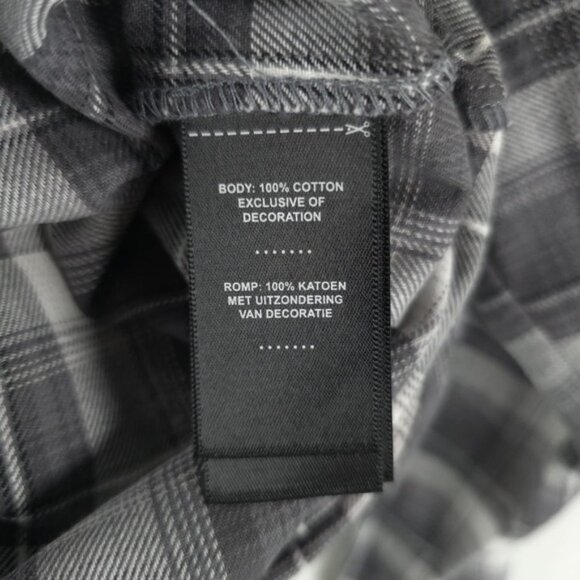 BODY: 100% COTTON
EXCLUSIVE OF
DECORATION
.......
ROMP: 100% KATOEN
MET UITZONDERING
VAN DECORATIE
.......